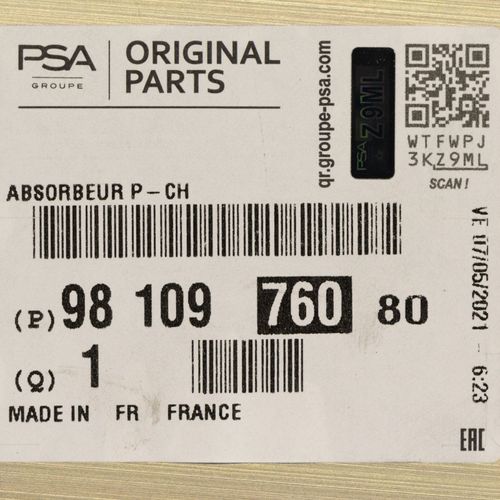 PSA
GROUPE
ORIGINAL
PARTS
qr.groupe-psa.com
PSA Z9ML
WTFWPJ
3KZ9ML
SCAN!
ABSORBEUR P-CH
(P) 98 109 760 80
(Q) 1
MADE IN FR FRANCE
VE 07/05/2021 - 6:23
EAC